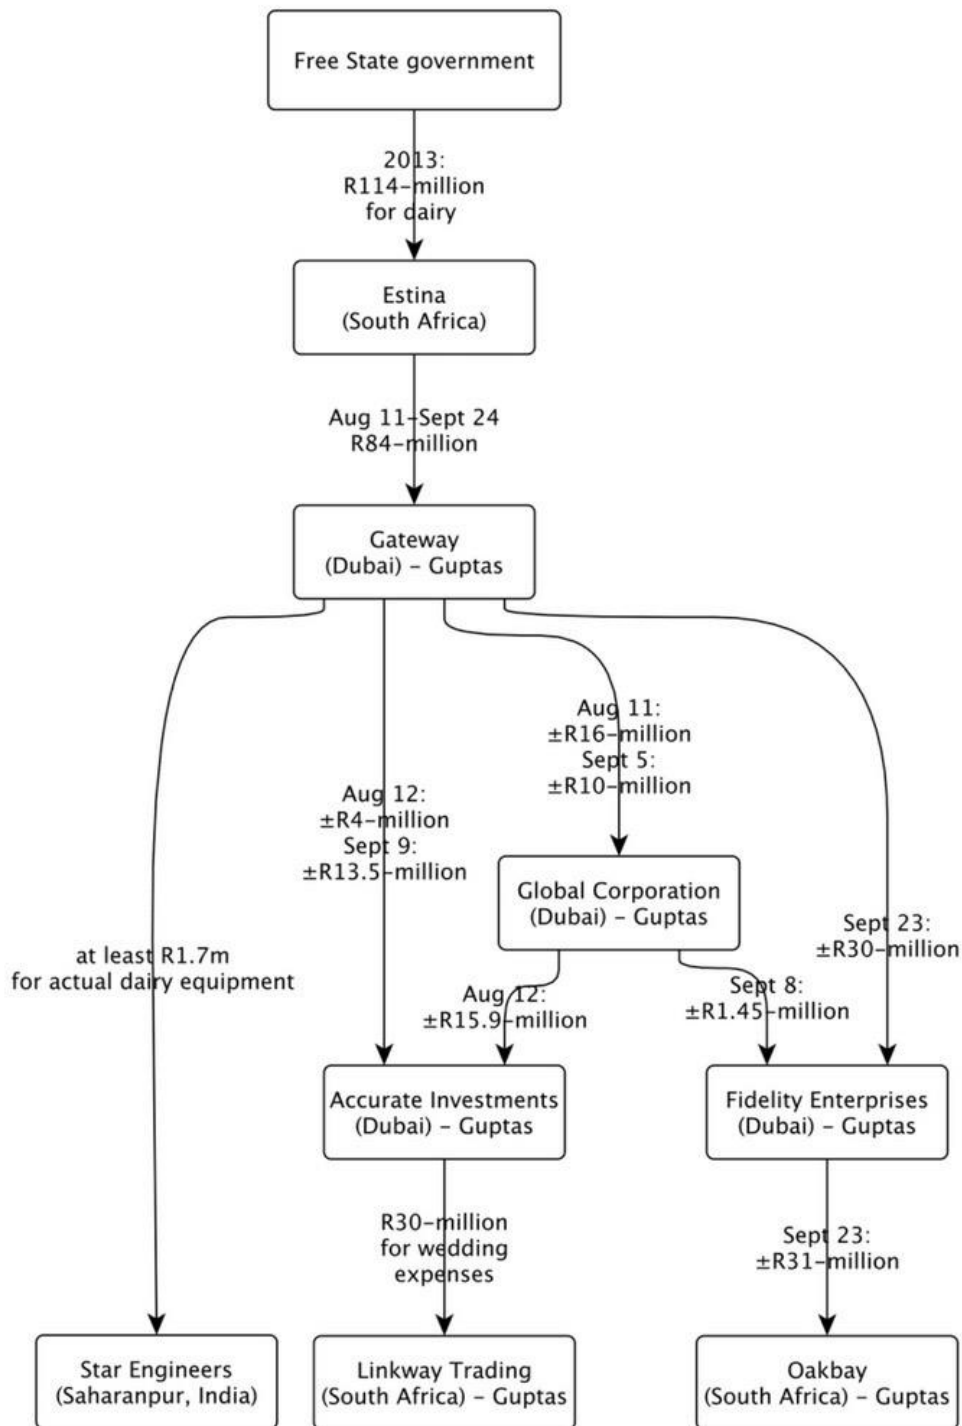 Free State government
2013:
R114-million
for dairy
Estina
(South Africa)
Aug 11-Sept 24
R84-million
Gateway
(Dubai) – Guptas
Aug 11:
±R16-million
Sept 5:
±R10-million
Aug 12:
±R4-million
Sept 9:
±R13.5-million
Global Corporation
(Dubai) – Guptas
Sept 23:
±R30-million
at least R1.7m
for actual dairy equipment
Aug 12:
±R15.9-million
Sept 8:
±R1.45-million
Accurate Investments
(Dubai) – Guptas
Fidelity Enterprises
(Dubai) – Guptas
R30-million
for wedding
expenses
Sept 23:
±R31-million
Star Engineers
(Saharanpur, India)
Linkway Trading
(South Africa) – Guptas
Oakbay
(South Africa) – Guptas